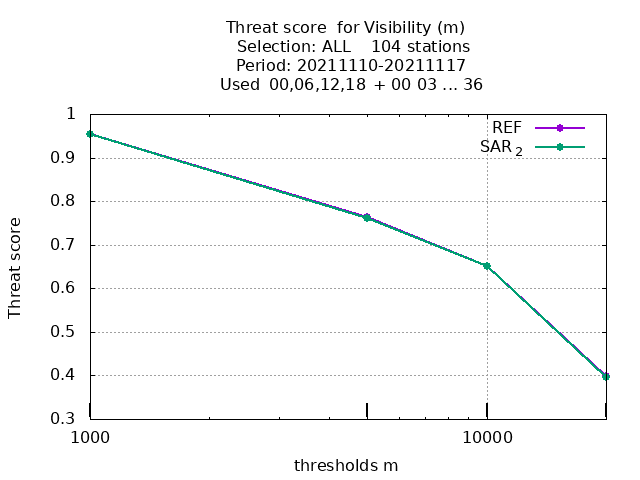 Threat score for Visibility (m)
Selection: ALL 104 stations
Period: 20211110-20211117
Used 00,06,12,18 + 00 03 ... 36
REF
SAR 2
1
0.9
0.8
0.7
0.6
0.5
0.4
0.3
Threat score
1000
10000
thresholds m